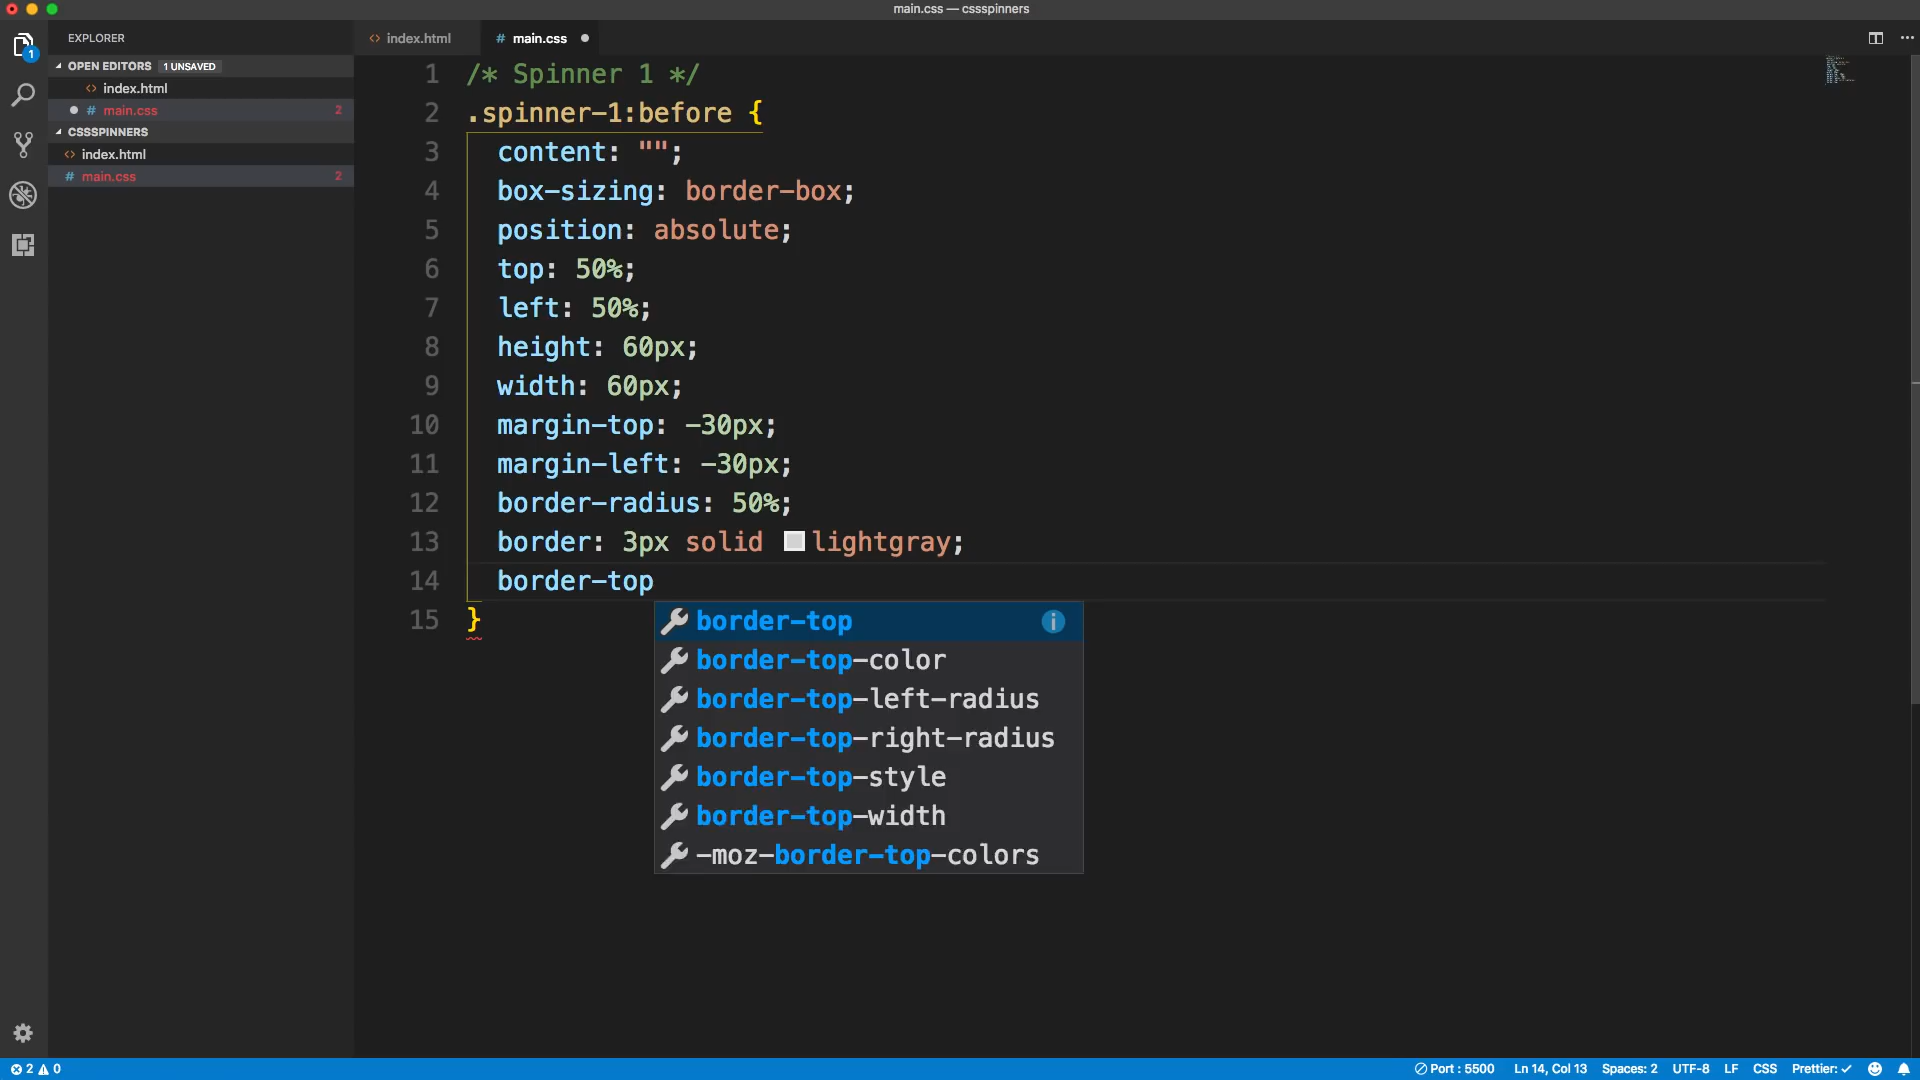 main.css — cssspinners
EXPLORER
OPEN EDITORS 1 UNSAVED
index.html
main.css 2
CSSSPINNERS
index.html
main.css 2
1
index.html
main.css
1 /* Spinner 1 */
2 .spinner-1:before {
3 content: "";
4 box-sizing: border-box;
5 position: absolute;
6 top: 50%;
7 left: 50%;
8 height: 60px;
9 width: 60px;
10 margin-top: -30px;
11 margin-left: -30px;
12 border-radius: 50%;
13 border: 3px solid lightgray;
14 border-top
15 }
border-top
border-top-color
border-top-left-radius
border-top-right-radius
border-top-style
border-top-width
-moz-border-top-colors
2 0 Port : 5500 Ln 14, Col 13 Spaces: 2 UTF-8 LF CSS Prettier: ✓